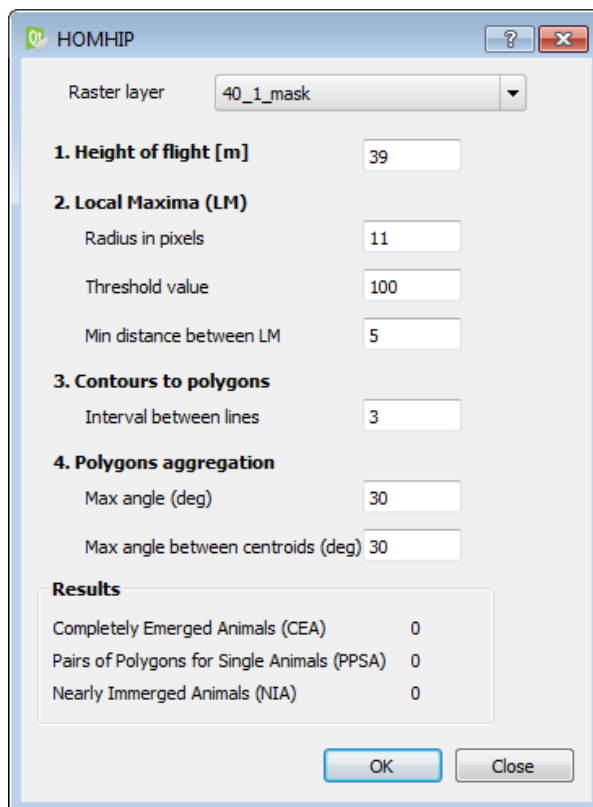 HOMHIP
Raster layer 40_1_mask
1. Height of flight [m] 39
2. Local Maxima (LM)
Radius in pixels 11
Threshold value 100
Min distance between LM 5
3. Contours to polygons
Interval between lines 3
4. Polygons aggregation
Max angle (deg) 30
Max angle between centroids (deg) 30
Results
Completely Emerged Animals (CEA) 0
Pairs of Polygons for Single Animals (PPSA) 0
Nearly Immerged Animals (NIA) 0
OK Close